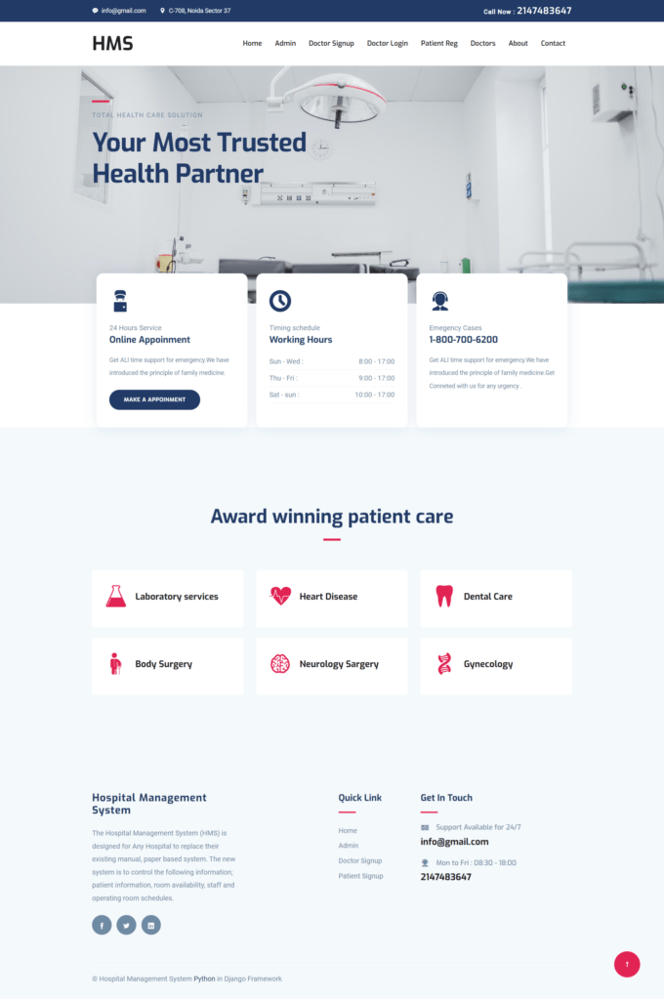 info@gmail.com C-708, Noida Sector 37 Call Now : 2147483647
HMS Home Admin Doctor Signup Doctor Login Patient Reg Doctors About Contact
TOTAL HEALTH CARE SOLUTION
Your Most Trusted
Health Partner
24 Hours Service
Online Appoinment
Get ALl time support for emergency.We have
introduced the principle of family medicine.
MAKE A APPOINMENT
Timing schedule
Working Hours
Sun - Wed : 8:00 - 17:00
Thu - Fri : 9:00 - 17:00
Sat - sun : 10:00 - 17:00
Emegency Cases
1-800-700-6200
Get ALl time support for emergency.We have
introduced the principle of family medicine.Get
Conneted with us for any urgency .
Award winning patient care
Laboratory services
Heart Disease
Dental Care
Body Surgery
Neurology Sargery
Gynecology
Hospital Management
System
The Hospital Management System (HMS) is
designed for Any Hospital to replace their
existing manual, paper based system. The new
system is to control the following information;
patient information, room availability, staff and
operating room schedules.
Quick Link
Home
Admin
Doctor Signup
Patient Signup
Get In Touch
Support Available for 24/7
info@gmail.com
Mon to Fri : 08:30 - 18:00
2147483647
© Hospital Management System Python in Django Framework